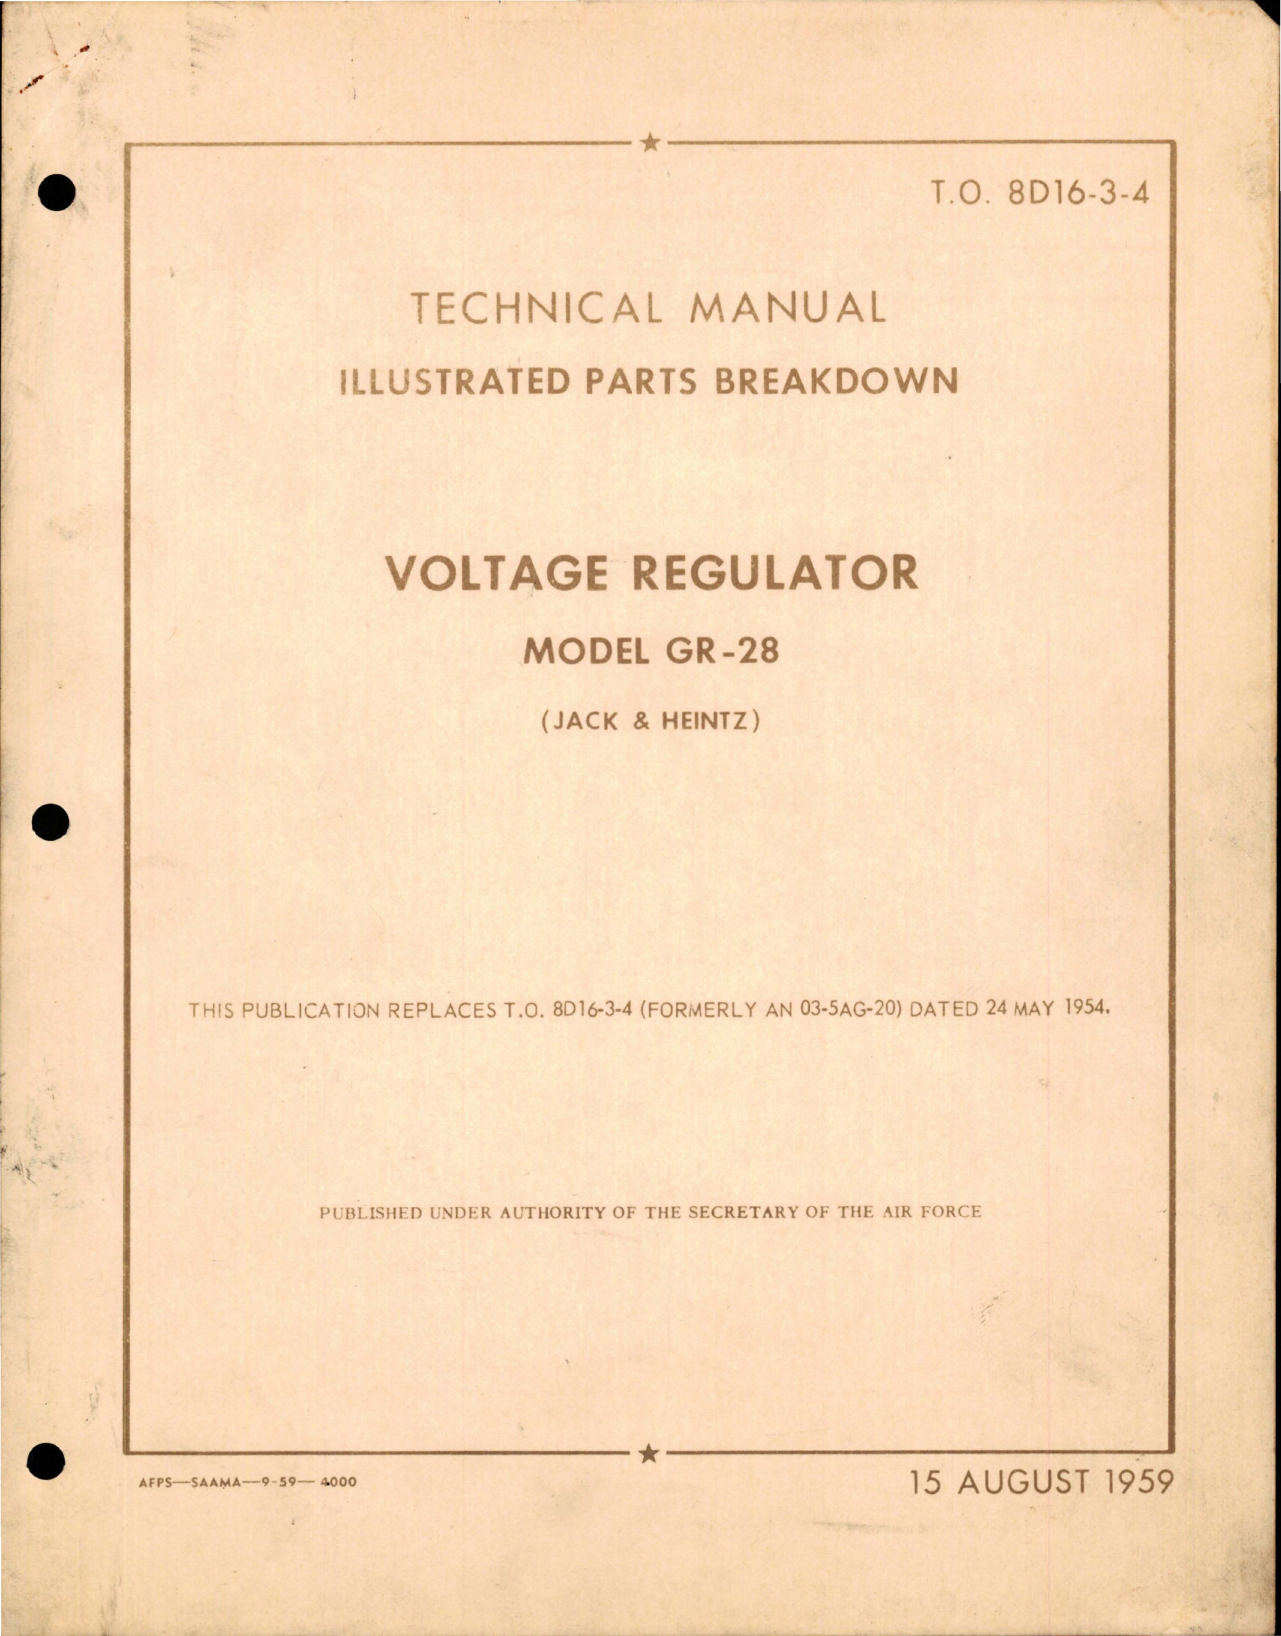 T.O. 8D16-3-4
TECHNICAL MANUAL
ILLUSTRATED PARTS BREAKDOWN
VOLTAGE REGULATOR
MODEL GR-28
(JACK & HEINTZ)
THIS PUBLICATION REPLACES T.O. 8D16-3-4 (FORMERLY AN 03-5AG-20) DATED 24 MAY 1954.
PUBLISHED UNDER AUTHORITY OF THE SECRETARY OF THE AIR FORCE
AFPS—SAAMA—9-59— 4000
15 AUGUST 1959